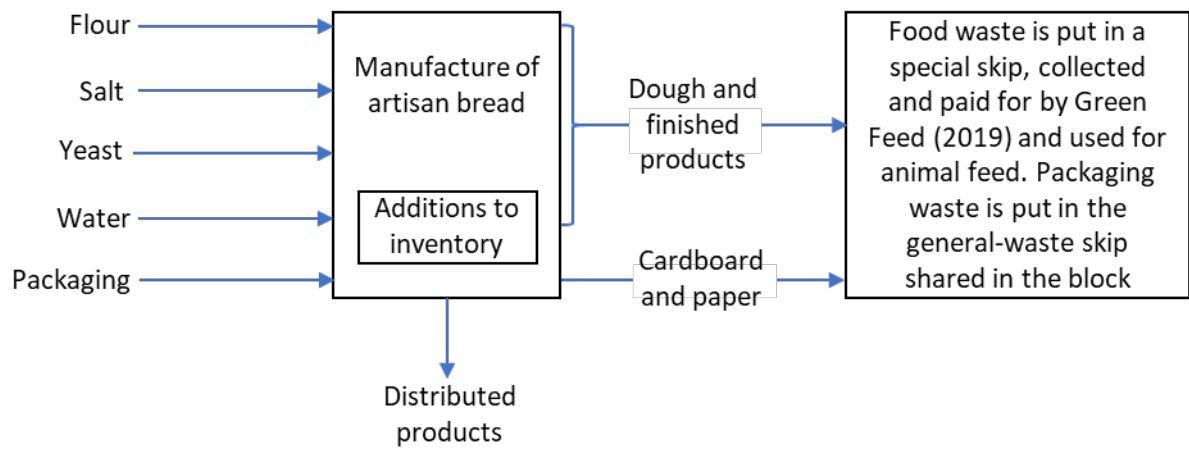 Flour
Salt
Yeast
Water
Packaging
Manufacture of
artisan bread
Additions to
inventory
Distributed
products
Dough and
finished
products
Cardboard
and paper
Food waste is put in a
special skip, collected
and paid for by Green
Feed (2019) and used for
animal feed. Packaging
waste is put in the
general-waste skip
shared in the block